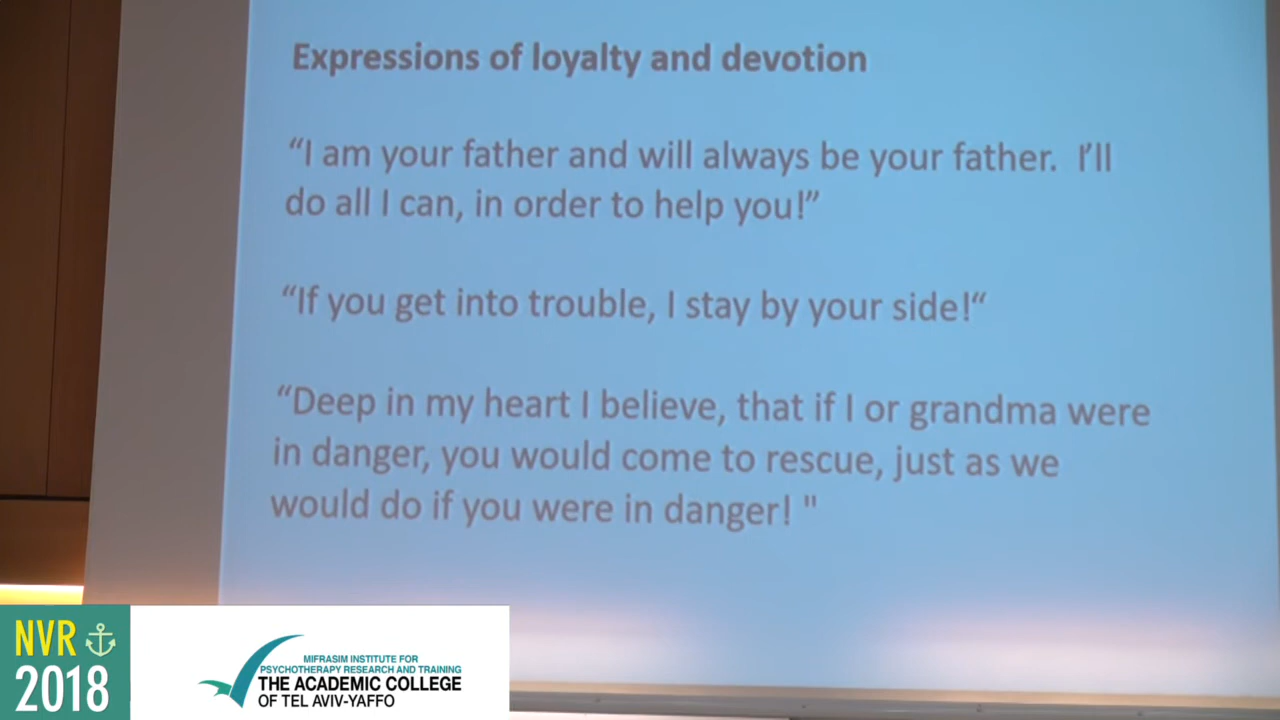 Expressions of loyalty and devotion
“I am your father and will always be your father.  I’ll
do all I can, in order to help you!”
“If you get into trouble, I stay by your side!“
“Deep in my heart I believe, that if I or grandma were
in danger, you would come to rescue, just as we
would do if you were in danger! "
NVR
2018
MIFRASIM INSTITUTE FOR
PSYCHOTHERAPY RESEARCH AND TRAINING
THE ACADEMIC COLLEGE
OF TEL AVIV-YAFFO